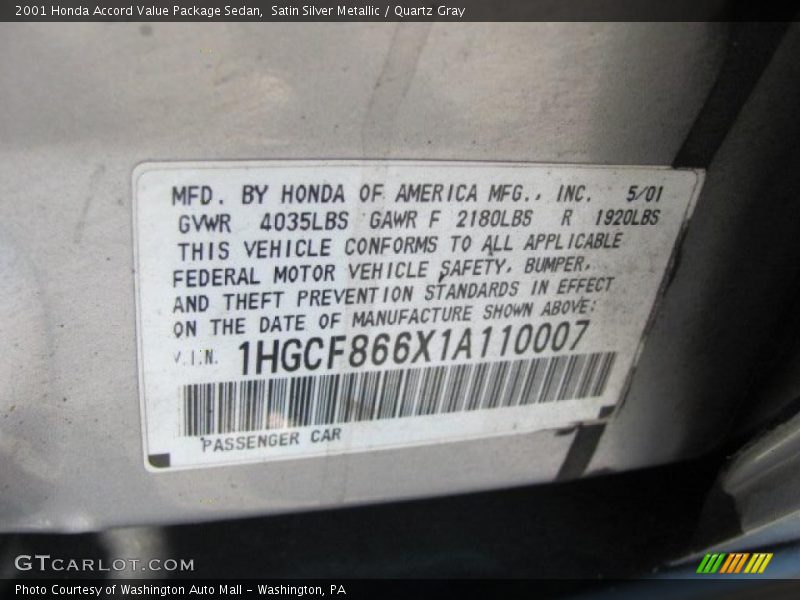 2001 Honda Accord Value Package Sedan, Satin Silver Metallic / Quartz Gray
MFD. BY HONDA OF AMERICA MFG., INC. 5/01
GVWR 4035LBS GAWR F 2180LBS R 1920LBS
THIS VEHICLE CONFORMS TO ALL APPLICABLE
FEDERAL MOTOR VEHICLE SAFETY, BUMPER,
AND THEFT PREVENTION STANDARDS IN EFFECT
ON THE DATE OF MANUFACTURE SHOWN ABOVE:
V.I.N. 1HGCF866X1A110007
PASSENGER CAR
GTCARLOT.COM
Photo Courtesy of Washington Auto Mall - Washington, PA